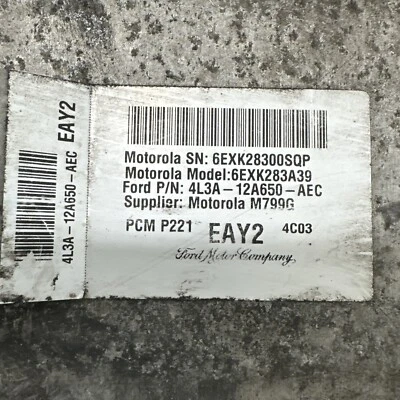 4L3A-12A650-AEC EAY2
Motorola SN: 6EXK28300SQP
Motorola Model:6EXK283A39
Ford P/N: 4L3A-12A650-AEC
Supplier: Motorola M799G
PCM P221 EAY2 4C03
Ford Motor Company